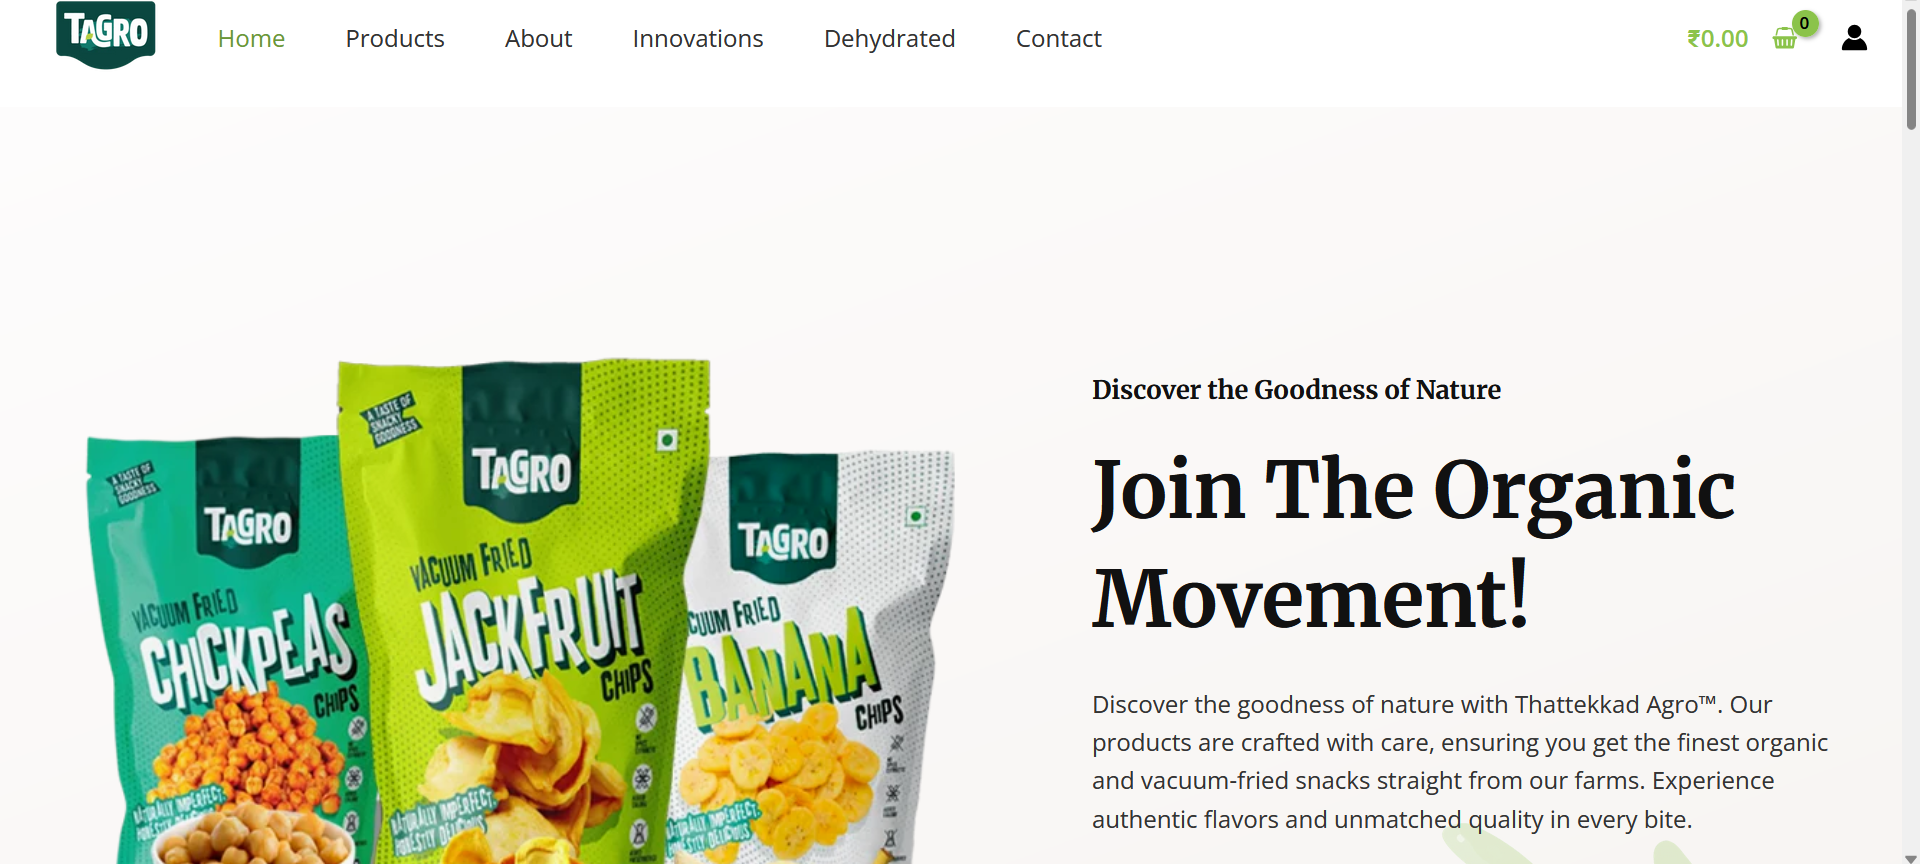 TAGRO
Home
Products
About
Innovations
Dehydrated
Contact
₹0.00
0
A TASTE OF
SNACKY
GOODNESS
TAGRO
VACUUM FRIED
CHICKPEAS
CHIPS
NATURALLY IMPERFECT.
HONESTLY DELICIOUS
A TASTE OF
SNACKY
GOODNESS
TAGRO
VACUUM FRIED
JACKFRUIT
CHIPS
NATURALLY IMPERFECT.
HONESTLY DELICIOUS
TAGRO
CUUM FRIED
BANANA
CHIPS
NATURALLY IMPERFECT.
HONESTLY DELICIOUS
Discover the Goodness of Nature
Join The Organic
Movement!
Discover the goodness of nature with Thattekkad Agro™. Our
products are crafted with care, ensuring you get the finest organic
and vacuum-fried snacks straight from our farms. Experience
authentic flavors and unmatched quality in every bite.